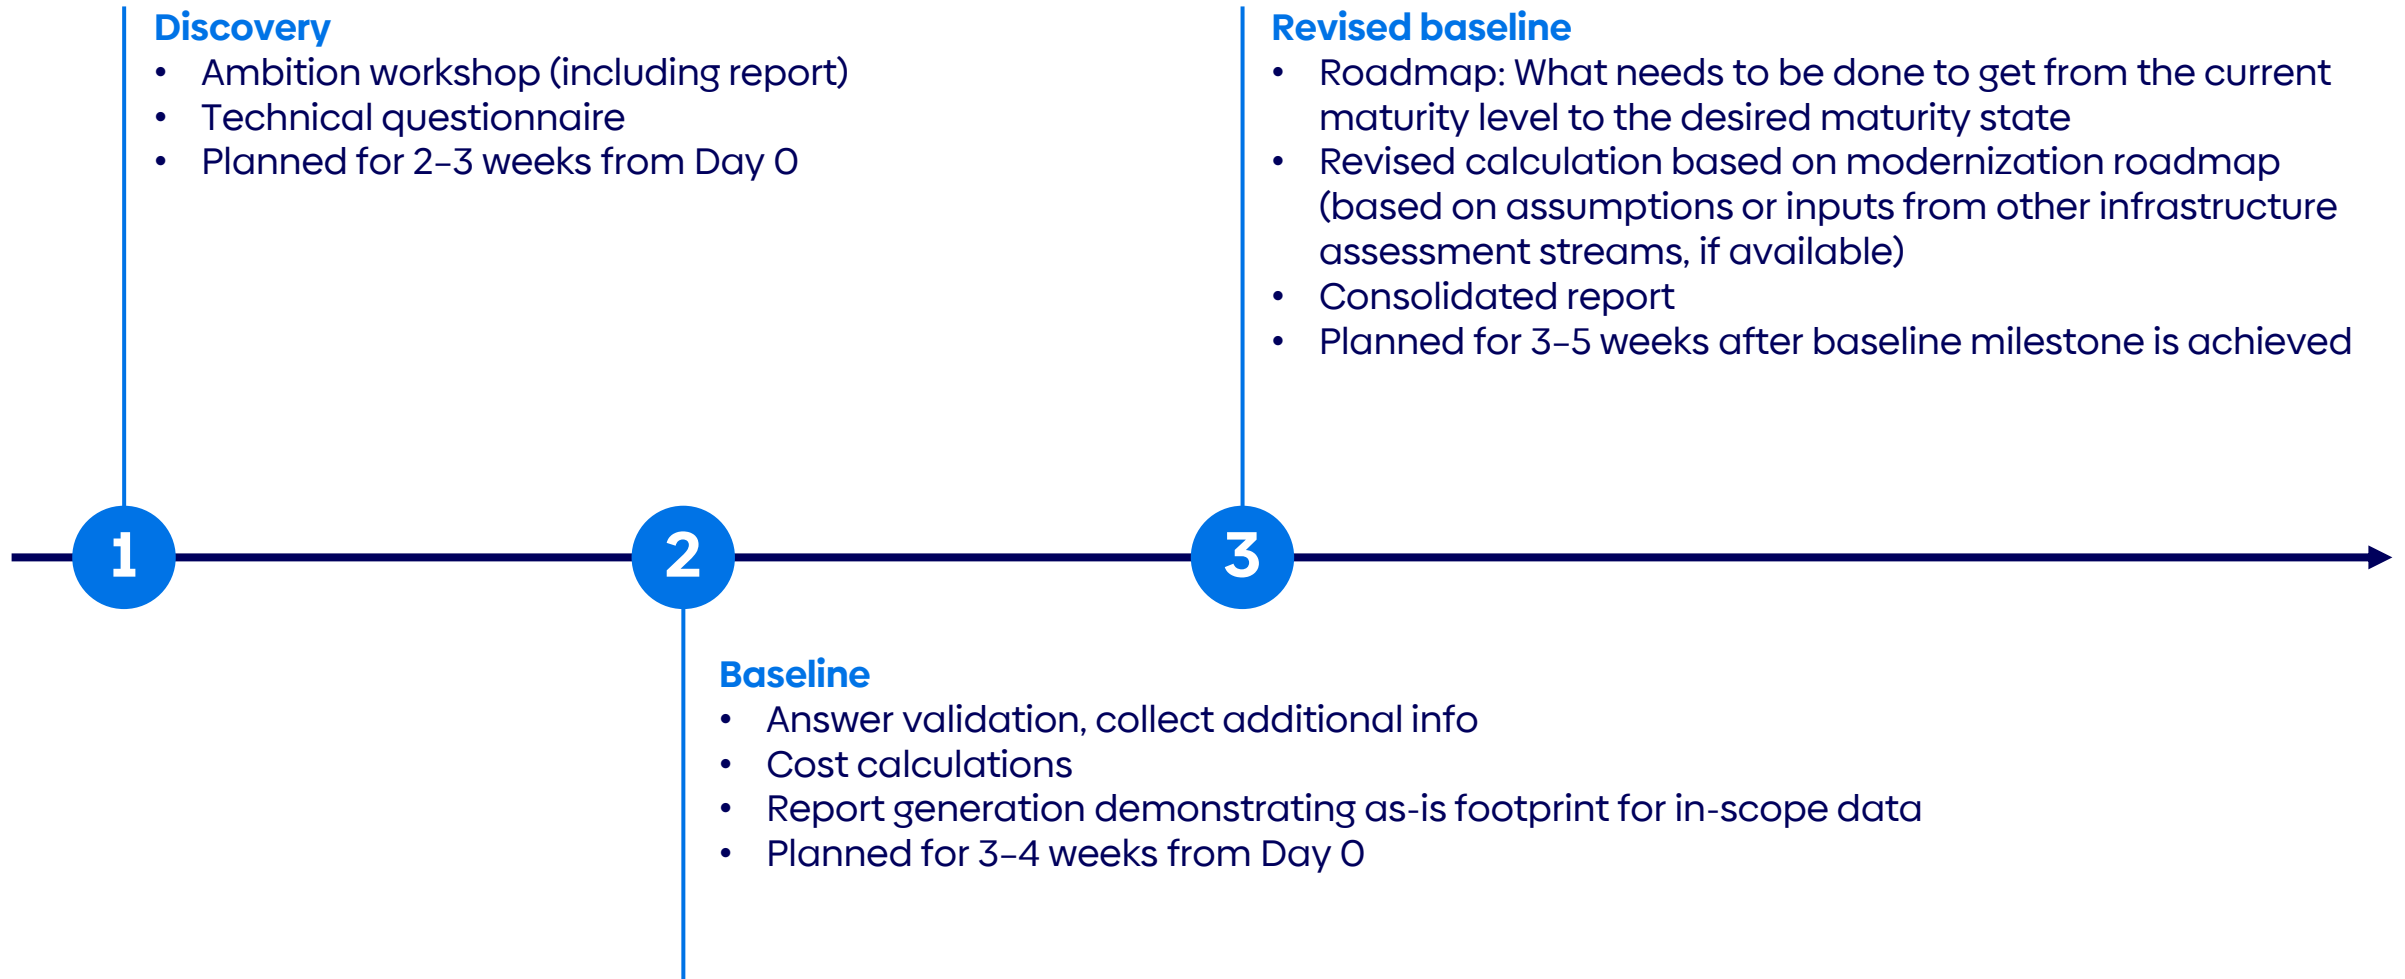 Discovery
• Ambition workshop (including report)
• Technical questionnaire
• Planned for 2–3 weeks from Day 0
Revised baseline
• Roadmap: What needs to be done to get from the current
maturity level to the desired maturity state
• Revised calculation based on modernization roadmap
(based on assumptions or inputs from other infrastructure
assessment streams, if available)
• Consolidated report
• Planned for 3–5 weeks after baseline milestone is achieved
1
2
3
Baseline
• Answer validation, collect additional info
• Cost calculations
• Report generation demonstrating as-is footprint for in-scope data
• Planned for 3–4 weeks from Day 0